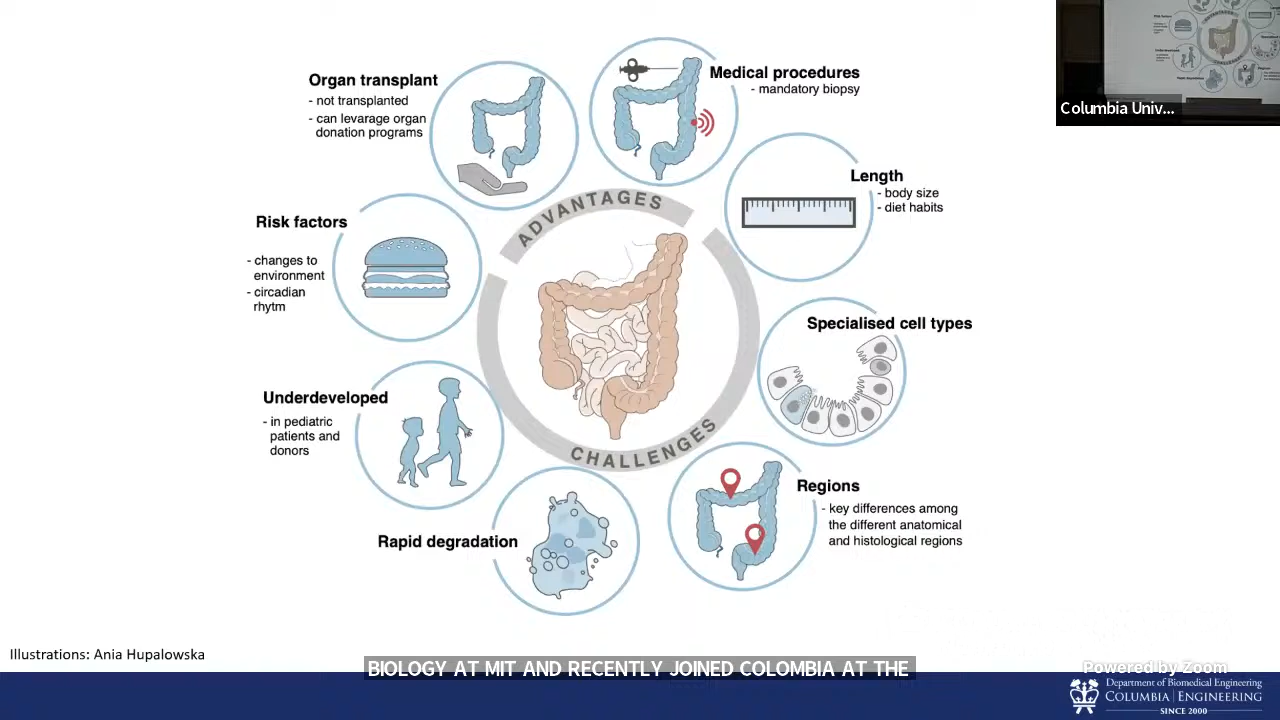 Organ transplant
- not transplanted
- can levarage organ
donation programs
Medical procedures
- mandatory biopsy
Columbia Univ...
Length
- body size
- diet habits
Risk factors
- changes to
environment
- circadian
rhytm
ADVANTAGES
CHALLENGES
Specialised cell types
Underdeveloped
- in pediatric
patients and
donors
Regions
- key differences among
the different anatomical
and histological regions
Rapid degradation
Illustrations: Ania Hupalowska
BIOLOGY AT MIT AND RECENTLY JOINED COLOMBIA AT THE
Powered by Zoom
Department of Biomedical Engineering
COLUMBIA | ENGINEERING
SINCE 2000